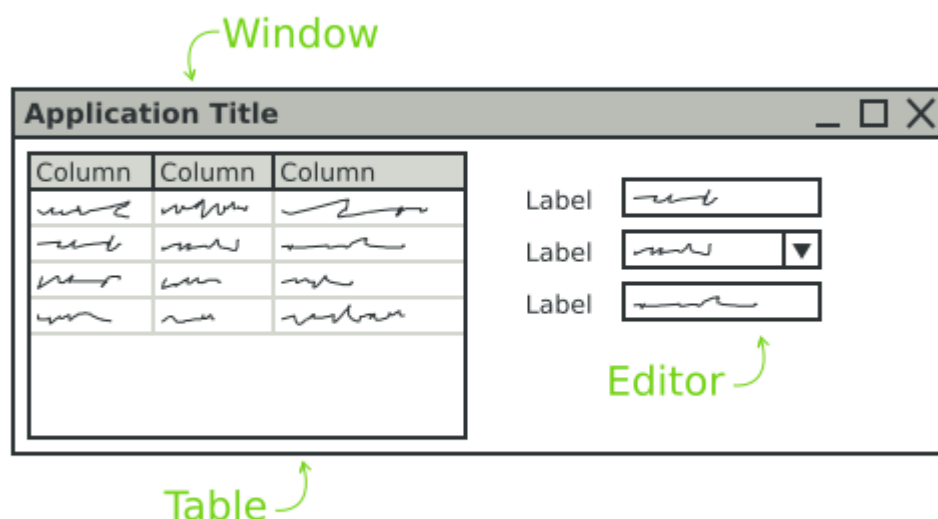 Window
Application Title
Column Column Column
Label
Label
Label
Editor
Table